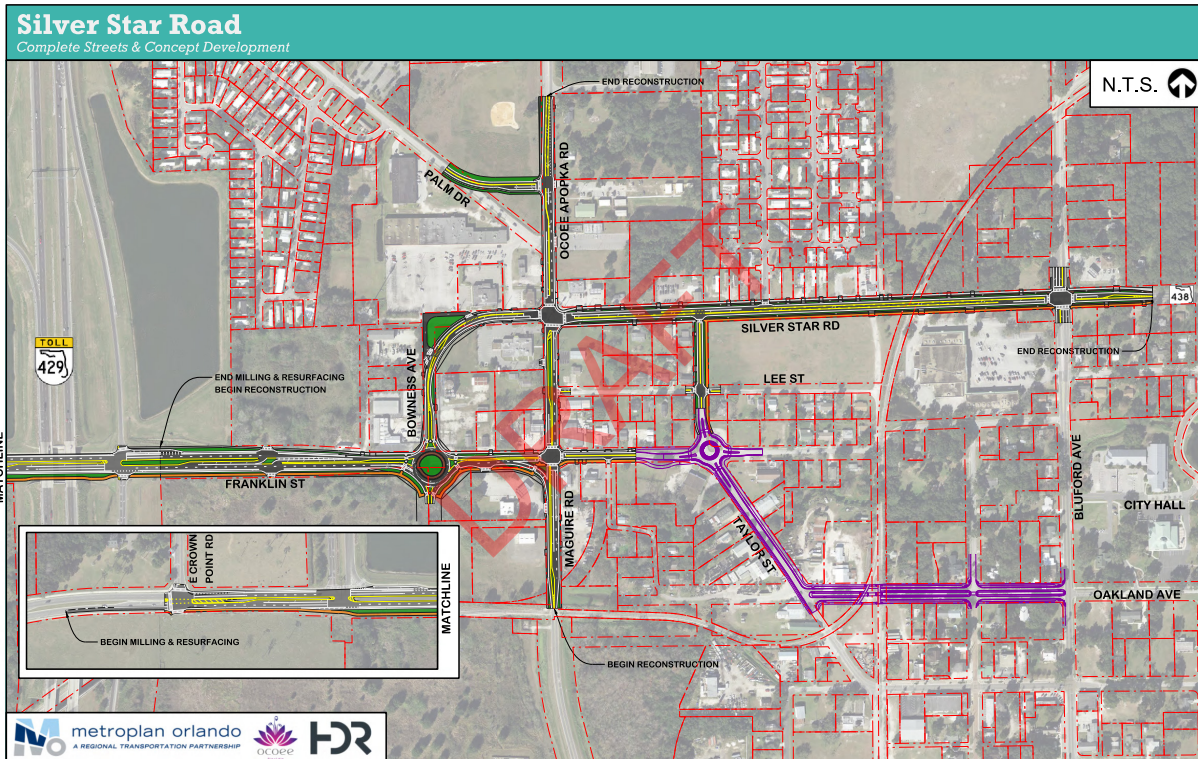 Silver Star Road
Complete Streets & Concept Development
N.T.S.
END RECONSTRUCTION
OCOEE APOPKA RD
PALM DR
438
SILVER STAR RD
TOLL
429
END RECONSTRUCTION
END MILLING & RESURFACING
BEGIN RECONSTRUCTION
BOWNESS AVE
LEE ST
DRAFT
MATCHLINE
FRANKLIN ST
MAGUIRE RD
TAYLOR ST
BLUFORD AVE
CITY HALL
E CROWN
POINT RD
MATCHLINE
OAKLAND AVE
BEGIN MILLING & RESURFACING
BEGIN RECONSTRUCTION
metroplan orlando
A REGIONAL TRANSPORTATION PARTNERSHIP
ocoee
HDR